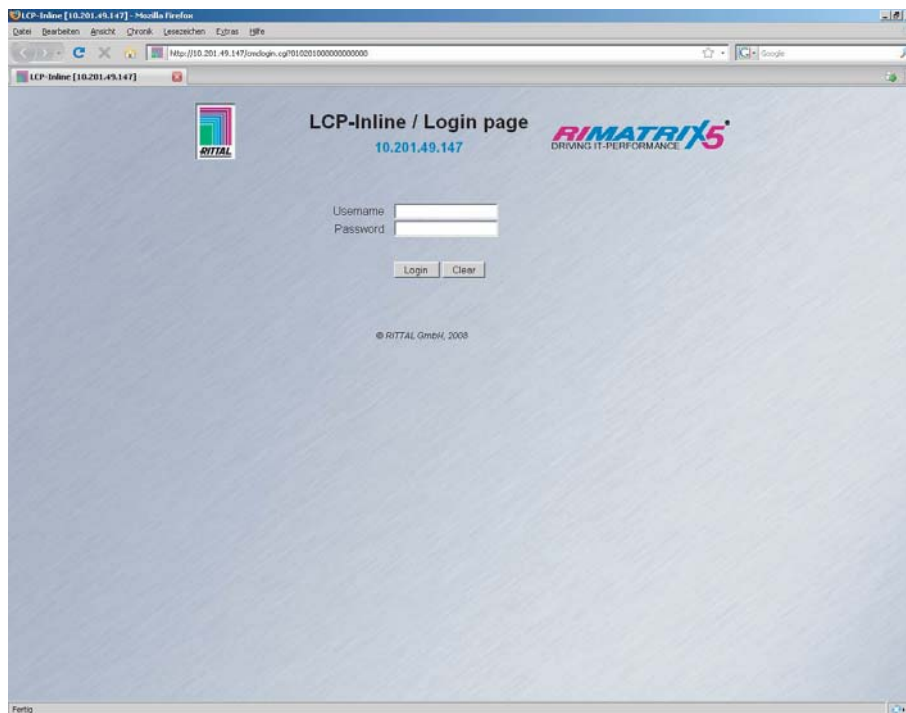 LCP-Inline [10.201.49.147] - Mozilla Firefox
Datei Bearbeiten Ansicht Chronik Lesezeichen Extras Hilfe
http://10.201.49.147/cmclogin.cgi? Google
LCP-Inline [10.201.49.147]
RITTAL
LCP-Inline / Login page
10.201.49.147
RIMATRIX5
DRIVING IT-PERFORMANCE
Username
Password
Login Clear
© RITTAL GmbH, 2008
Fertig